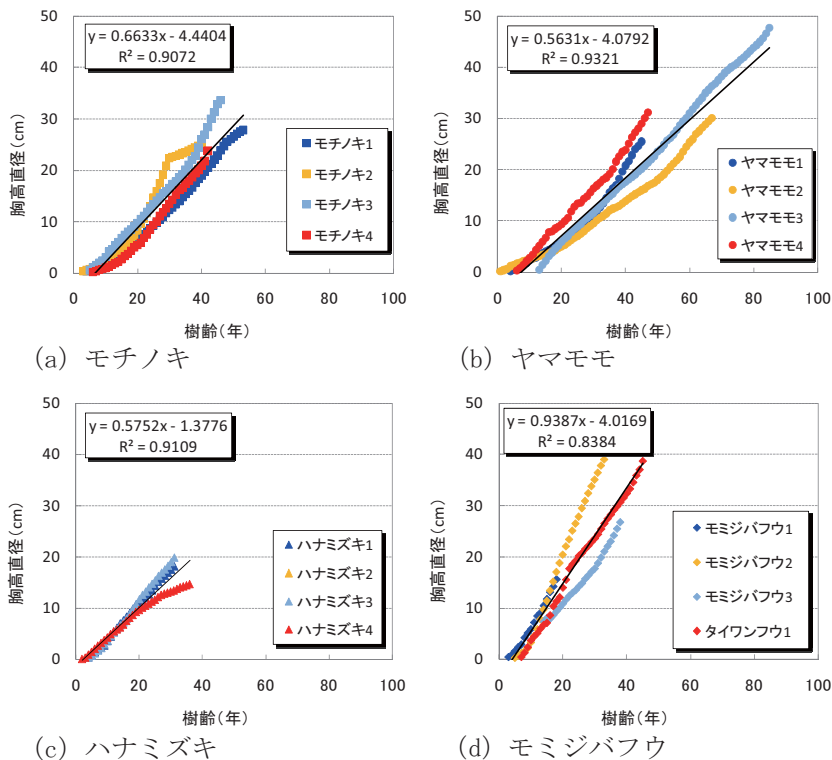 50
40
30
20
10
0
胸高直径(cm)
y = 0.6633x - 4.4404
R² = 0.9072
モチノキ1
モチノキ2
モチノキ3
モチノキ4
0 20 40 60 80 100
樹齢(年)
(a) モチノキ
50
40
30
20
10
0
胸高直径(cm)
y = 0.5631x - 4.0792
R² = 0.9321
ヤマモモ1
ヤマモモ2
ヤマモモ3
ヤマモモ4
0 20 40 60 80 100
樹齢(年)
(b) ヤマモモ
50
40
30
20
10
0
胸高直径(cm)
y = 0.5752x - 1.3776
R² = 0.9109
ハナミズキ1
ハナミズキ2
ハナミズキ3
ハナミズキ4
0 20 40 60 80 100
樹齢(年)
(c) ハナミズキ
50
40
30
20
10
0
胸高直径(cm)
y = 0.9387x - 4.0169
R² = 0.8384
モミジバフウ1
モミジバフウ2
モミジバフウ3
タイワンフウ1
0 20 40 60 80 100
樹齢(年)
(d) モミジバフウ